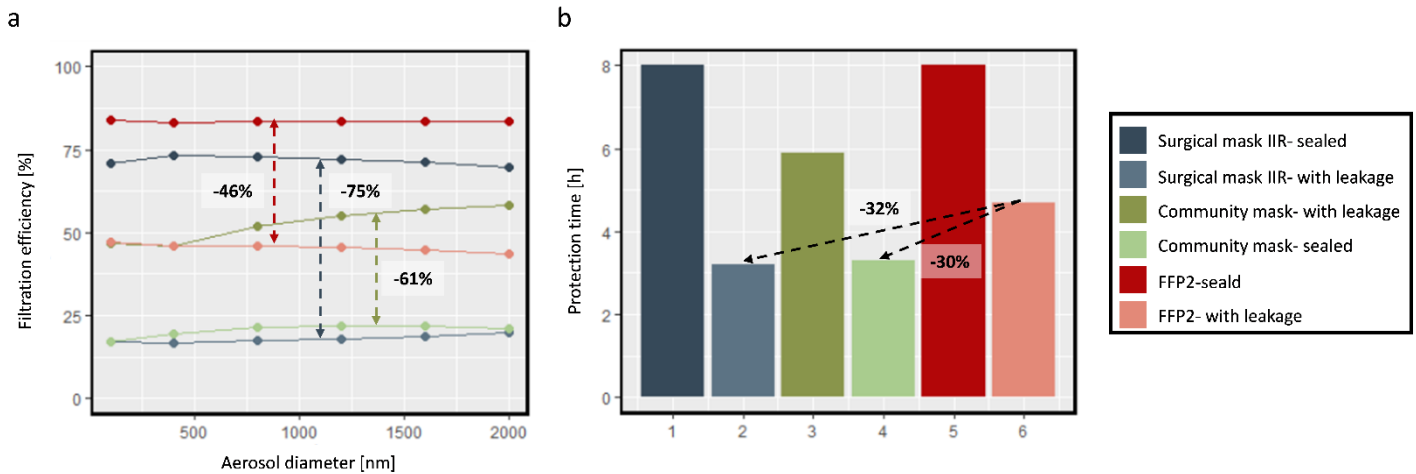 a
Filtration efficiency [%]
100
75
50
25
0
-46%
-75%
-61%
500
1000
1500
2000
Aerosol diameter [nm]
b
Protection time [h]
8
6
4
2
0
-32%
-30%
1
2
3
4
5
6
Surgical mask IIR- sealed
Surgical mask IIR- with leakage
Community mask- with leakage
Community mask- sealed
FFP2-seald
FFP2- with leakage